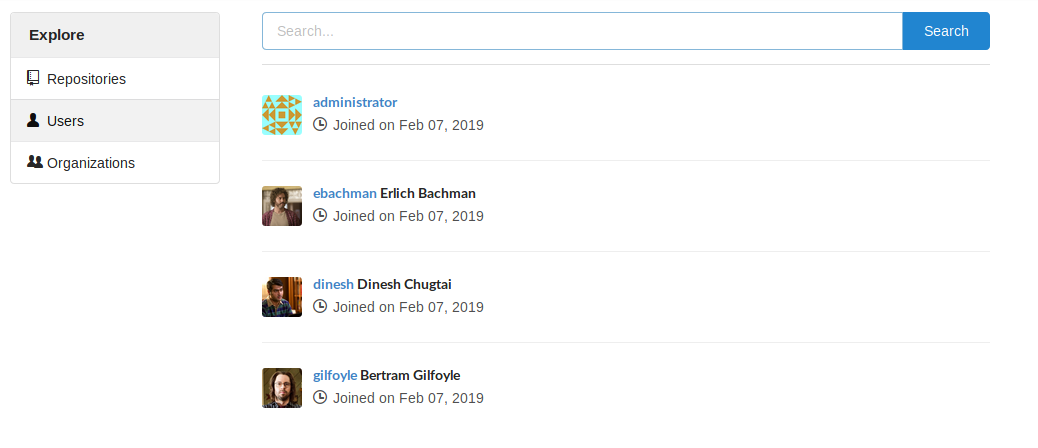 Explore
Repositories
Users
Organizations
Search...
Search
administrator
Joined on Feb 07, 2019
ebachman Erlich Bachman
Joined on Feb 07, 2019
dinesh Dinesh Chugtai
Joined on Feb 07, 2019
gilfoyle Bertram Gilfoyle
Joined on Feb 07, 2019